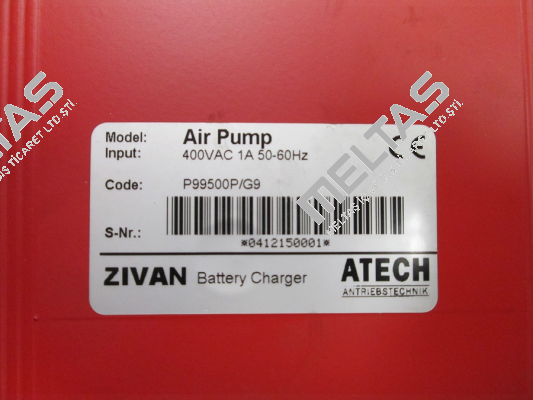 Model: Air Pump
Input: 400VAC 1A 50-60Hz
CE
Code: P99500P/G9
S-Nr.:
*0412150001*
ZIVAN Battery Charger
ATECH
ANTRIEBSTECHNIK
MELTAS
MELTAS
MELTAS